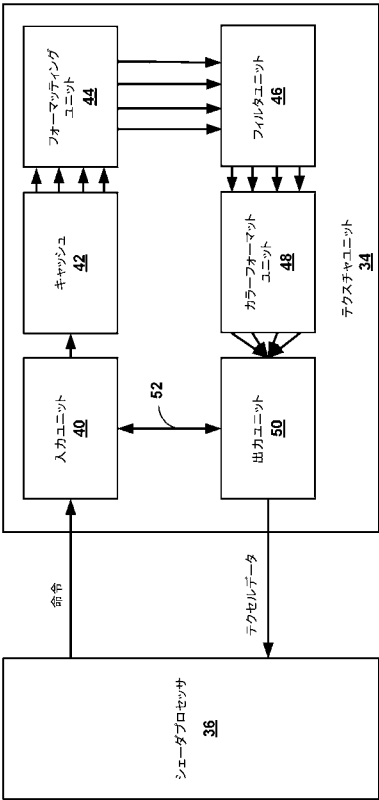 シェーダプロセッサ
36
命令
テクセルデータ
入力ユニット
40
キャッシュ
42
フォーマッティング
ユニット
44
52
出力ユニット
50
カラーフォーマット
ユニット
48
フィルタユニット
46
テクスチャユニット
34